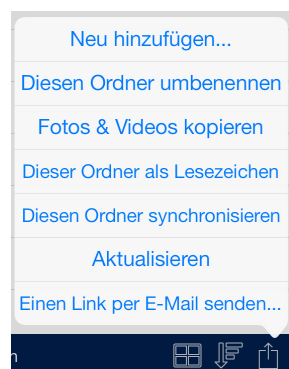 Neu hinzufügen...
Diesen Ordner umbenennen
Fotos & Videos kopieren
Dieser Ordner als Lesezeichen
Diesen Ordner synchronisieren
Aktualisieren
Einen Link per E-Mail senden...